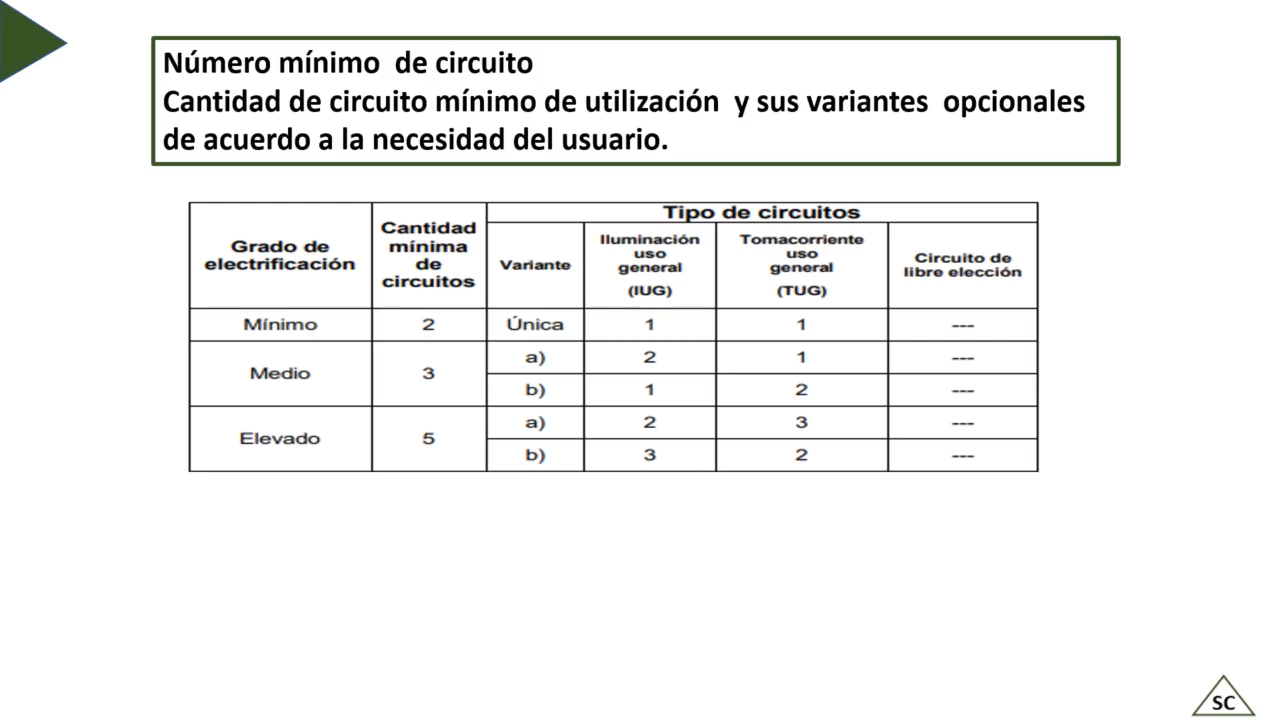 Número mínimo  de circuito
Cantidad de circuito mínimo de utilización  y sus variantes  opcionales
de acuerdo a la necesidad del usuario.
Grado de electrificación | Cantidad mínima de circuitos | Tipo de circuitos
Variante | Iluminación uso general (IUG) | Tomacorriente uso general (TUG) | Circuito de libre elección
Mínimo | 2 | Única | 1 | 1 | ---
Medio | 3 | a) | 2 | 1 | ---
b) | 1 | 2 | ---
Elevado | 5 | a) | 2 | 3 | ---
b) | 3 | 2 | ---
SC